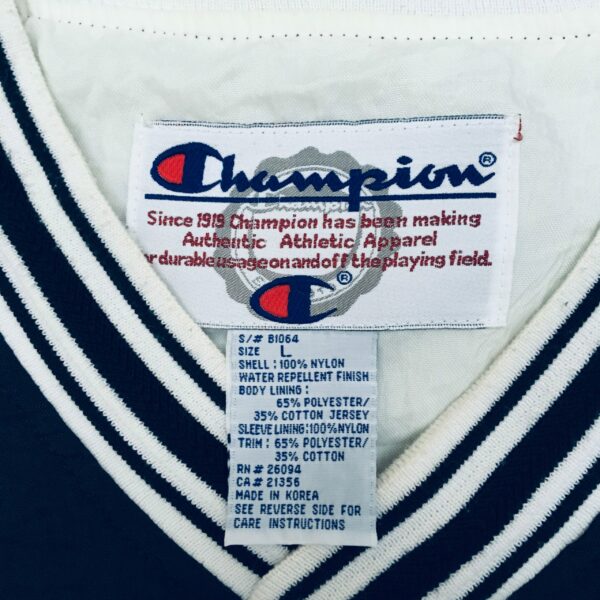 Champion®
Since 1919 Champion has been making
Authentic Athletic Apparel
durable usage on and off the playing field.
®
S/# B1064
SIZE L
SHELL : 100% NYLON
WATER REPELLENT FINISH
BODY LINING :
65% POLYESTER/
35% COTTON JERSEY
SLEEVE LINING : 100% NYLON
TRIM : 65% POLYESTER/
35% COTTON
RN # 26094
CA # 21356
MADE IN KOREA
SEE REVERSE SIDE FOR
CARE INSTRUCTIONS